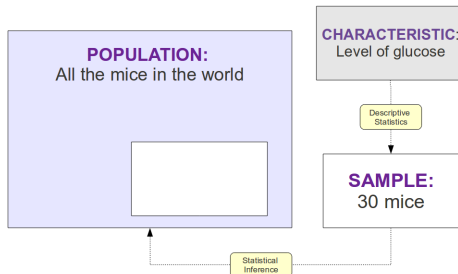 POPULATION:
All the mice in the world
CHARACTERISTIC:
Level of glucose
Descriptive
Statistics
SAMPLE:
30 mice
Statistical
Inference